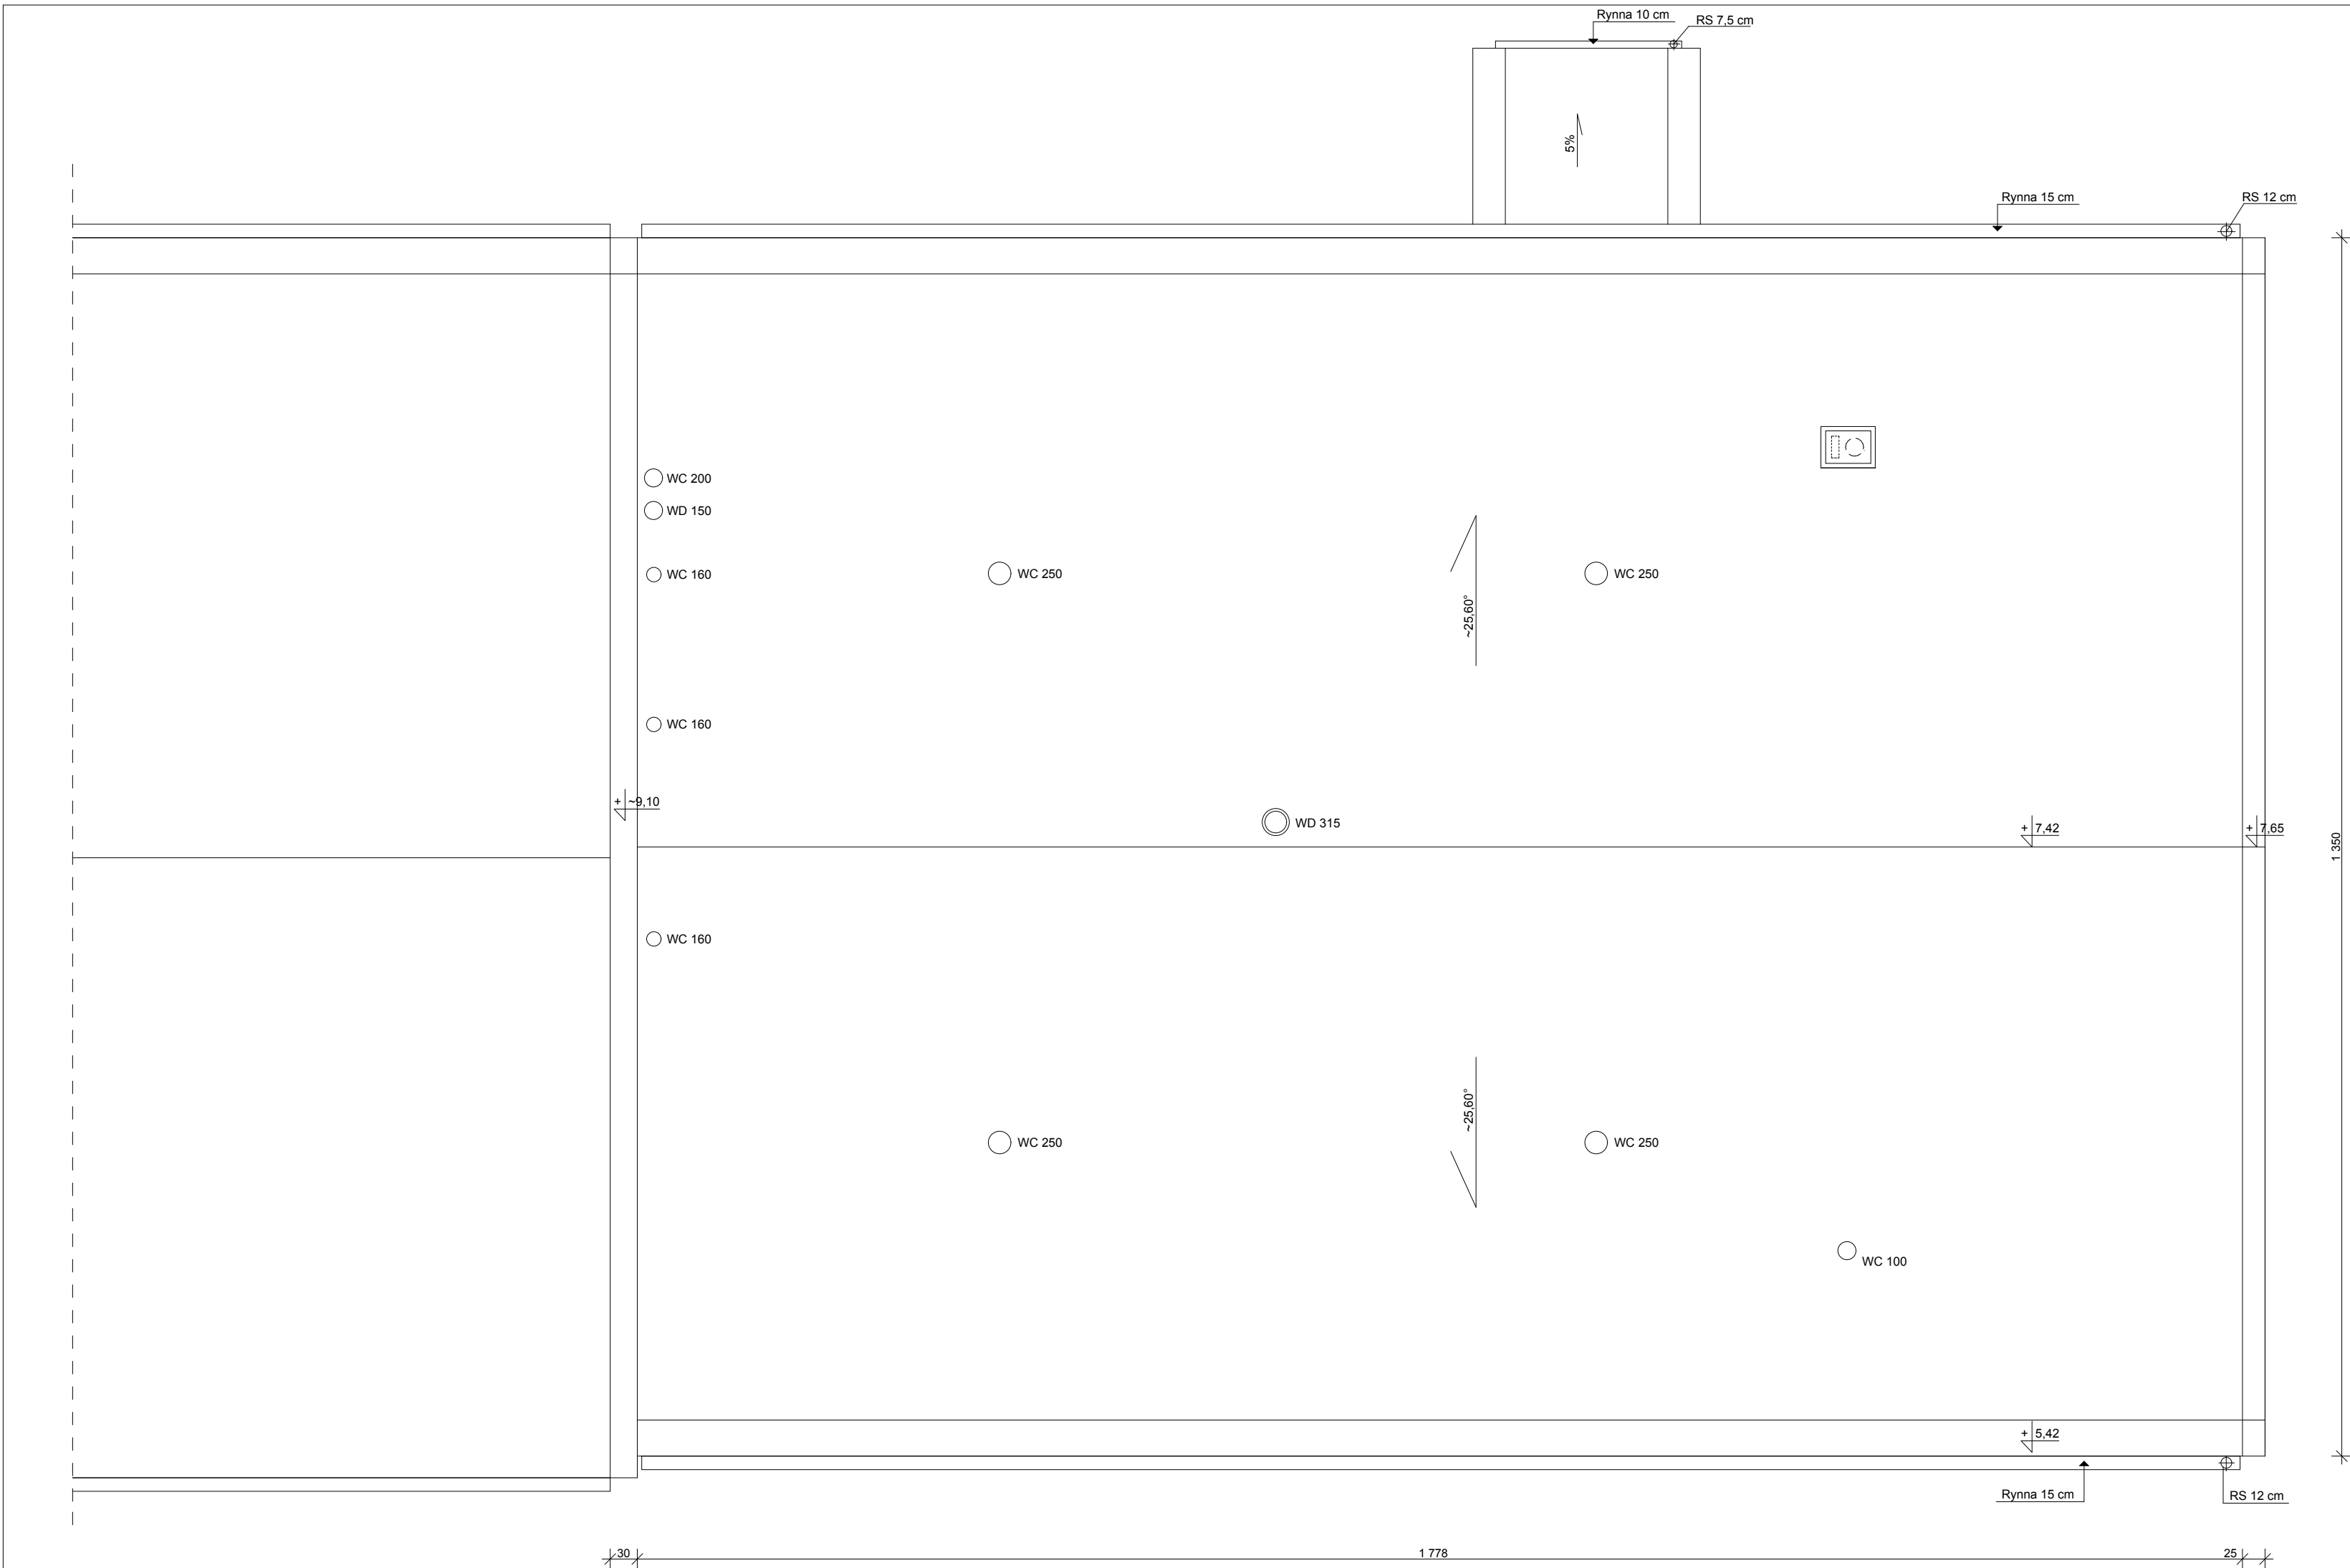 Rynna 10 cm
RS 7,5 cm
5%
Rynna 15 cm
RS 12 cm
WC 200
WD 150
WC 160
WC 250
WC 250
~25,60°
WC 160
+ ~9,10
WD 315
+ 7,42
+ 7,65
1 350
WC 160
~25,60°
WC 250
WC 250
WC 100
+ 5,42
Rynna 15 cm
RS 12 cm
30
1 778
25